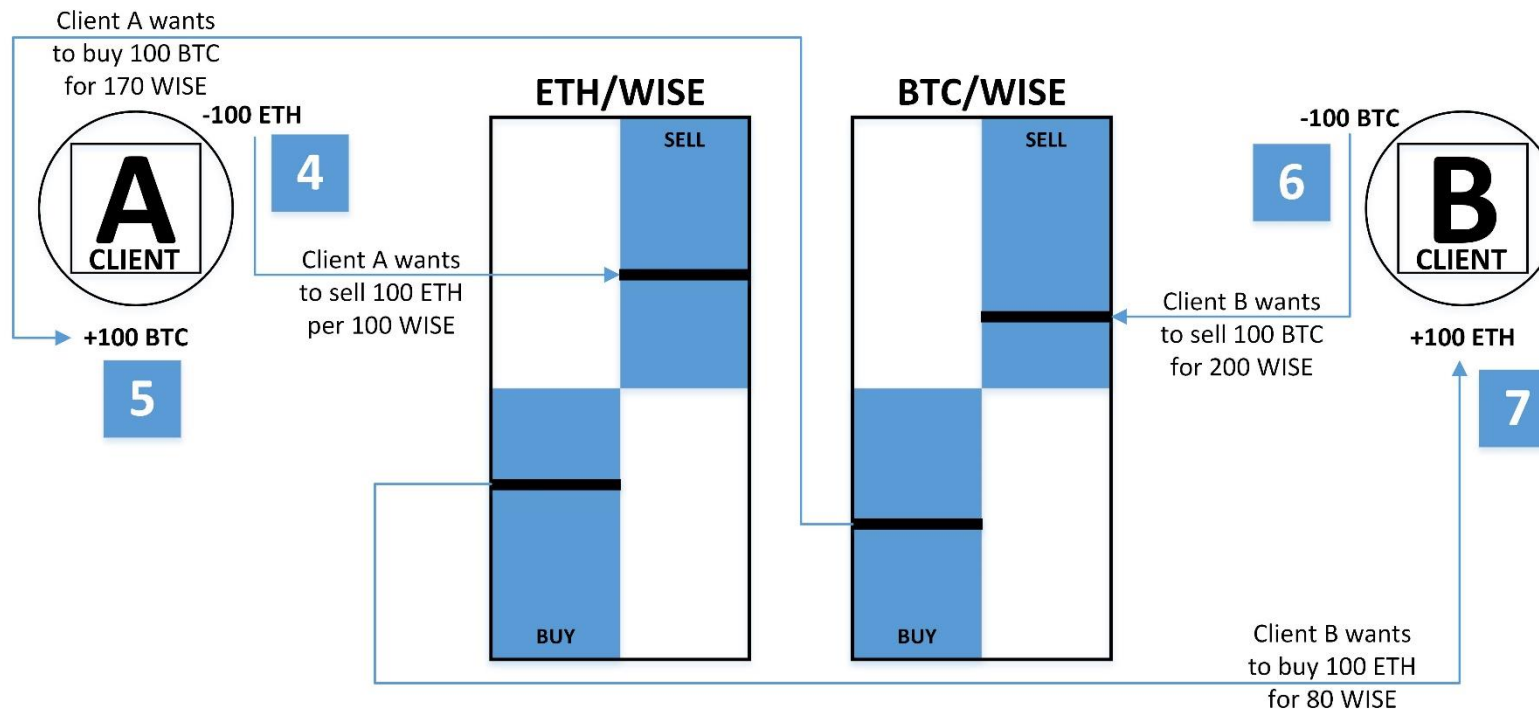 Client A wants
to buy 100 BTC
for 170 WISE
-100 ETH
4
A
CLIENT
+100 BTC
5
Client A wants
to sell 100 ETH
per 100 WISE
ETH/WISE
SELL
BUY
BTC/WISE
SELL
BUY
-100 BTC
6
B
CLIENT
Client B wants
to sell 100 BTC
for 200 WISE
+100 ETH
7
Client B wants
to buy 100 ETH
for 80 WISE